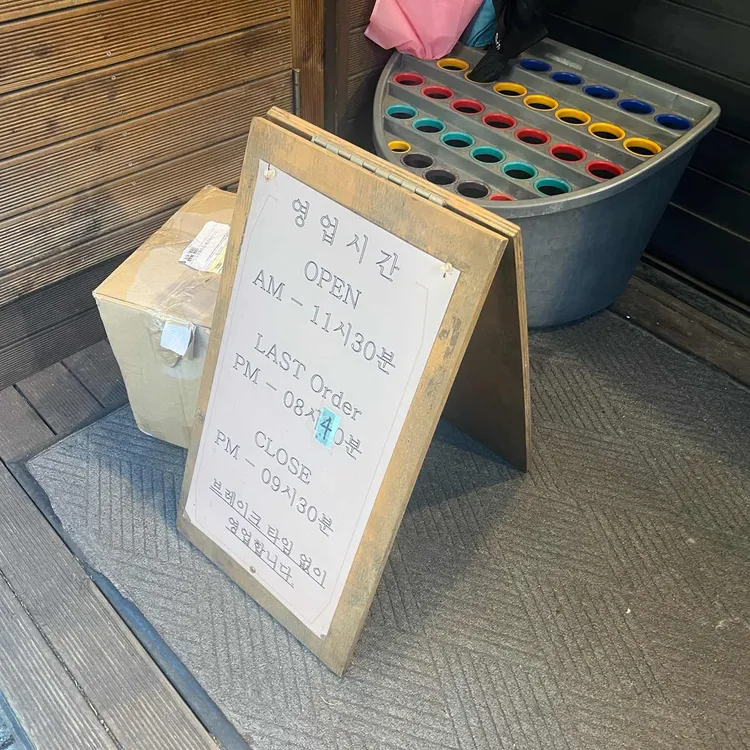 영업시간
OPEN
AM - 11시30분
LAST Order
PM - 08시40분
CLOSE
PM - 09시30분
브레이크 타임 없이
영업합니다.